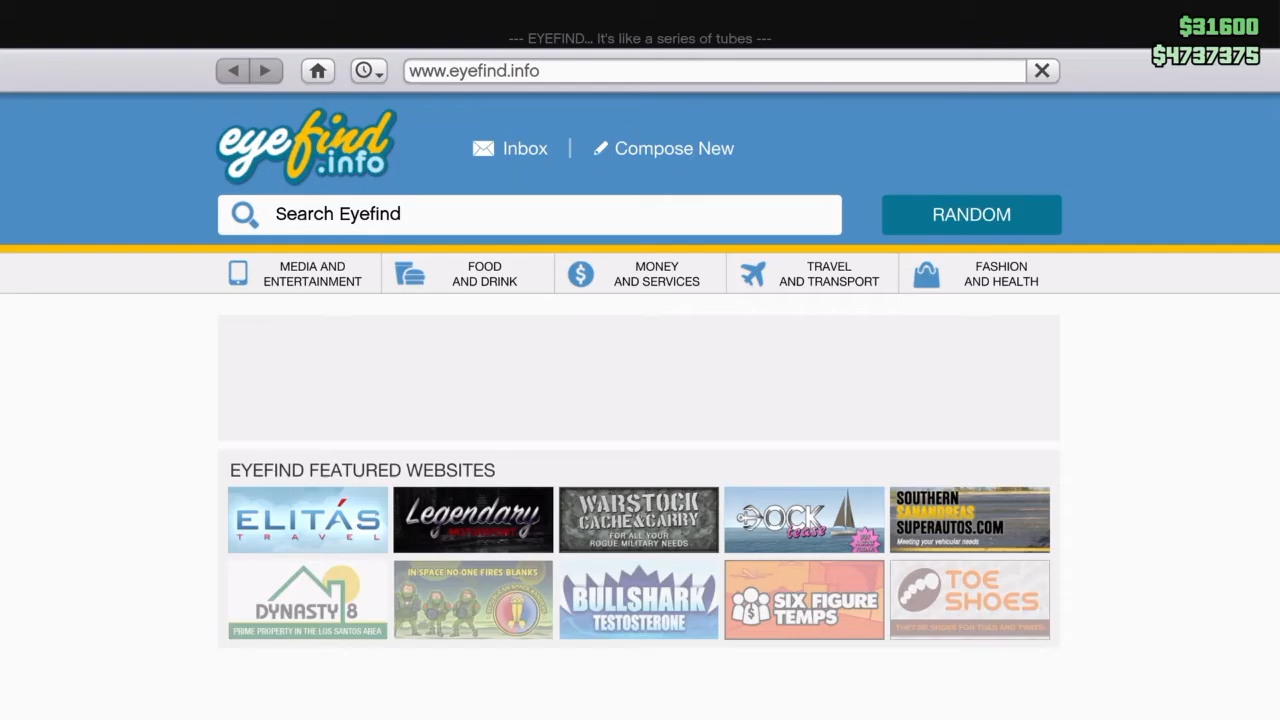 --- EYEFIND... It's like a series of tubes ---
$31600
$4737375
www.eyefind.info
eyefind
.info
Inbox
Compose New
Search Eyefind
RANDOM
MEDIA AND
ENTERTAINMENT
FOOD
AND DRINK
MONEY
AND SERVICES
TRAVEL
AND TRANSPORT
FASHION
AND HEALTH
EYEFIND FEATURED WEBSITES
ELITÁS
TRAVEL
Legendary
MOTORSPORT
WARSTOCK
CACHE&CARRY
FOR ALL YOUR
ROGUE MILITARY NEEDS
DOCK
tease
SOUTHERN
SANANDREAS
SUPERAUTOS.COM
Meeting your vehicular needs
DYNASTY 8
PRIME PROPERTY IN THE LOS SANTOS AREA
IN SPACE NO-ONE FIRES BLANKS
BULLSHARK
TESTOSTERONE
SIX FIGURE
TEMPS
TOE
SHOES